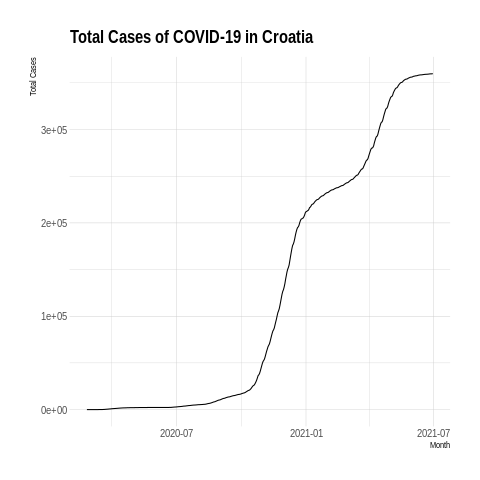 Total Cases of COVID-19 in Croatia
Total Cases
3e+05
2e+05
1e+05
0e+00
2020-07
2021-01
2021-07
Month